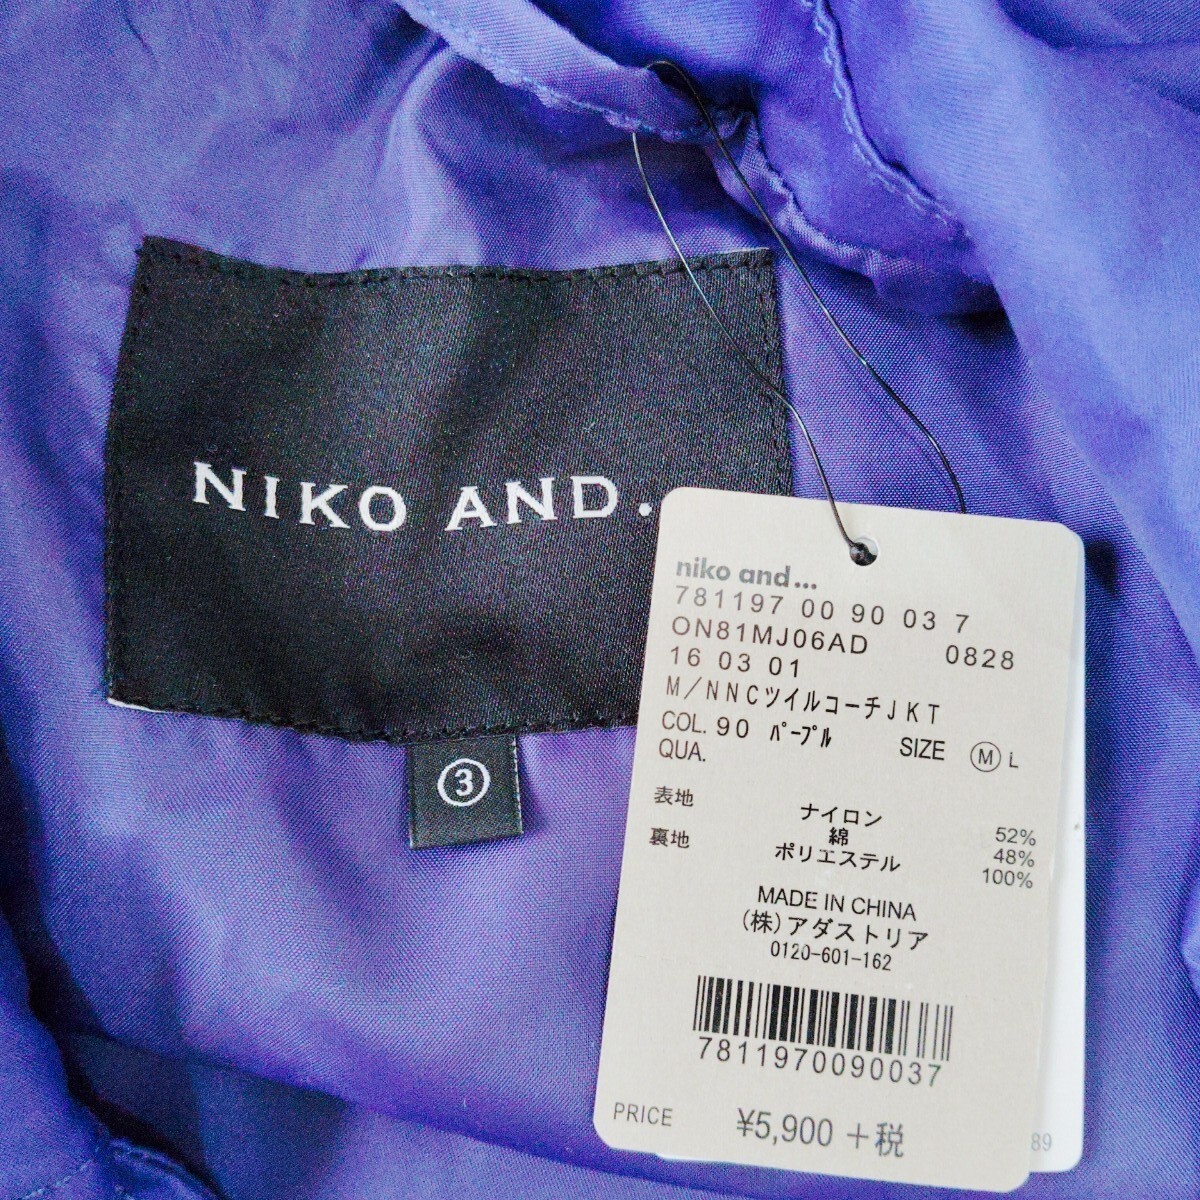 NIKO AND.
3
niko and...
781197 00 90 03 7
ON81MJ06AD 0828
16 03 01
M/NNCツイルコーチJKT
COL. 90 パープル SIZE M L
QUA.
表地 ナイロン 52%
綿 48%
裏地 ポリエステル 100%
MADE IN CHINA
(株)アダストリア
0120-601-162
7811970090037
PRICE ¥5,900 +税
89